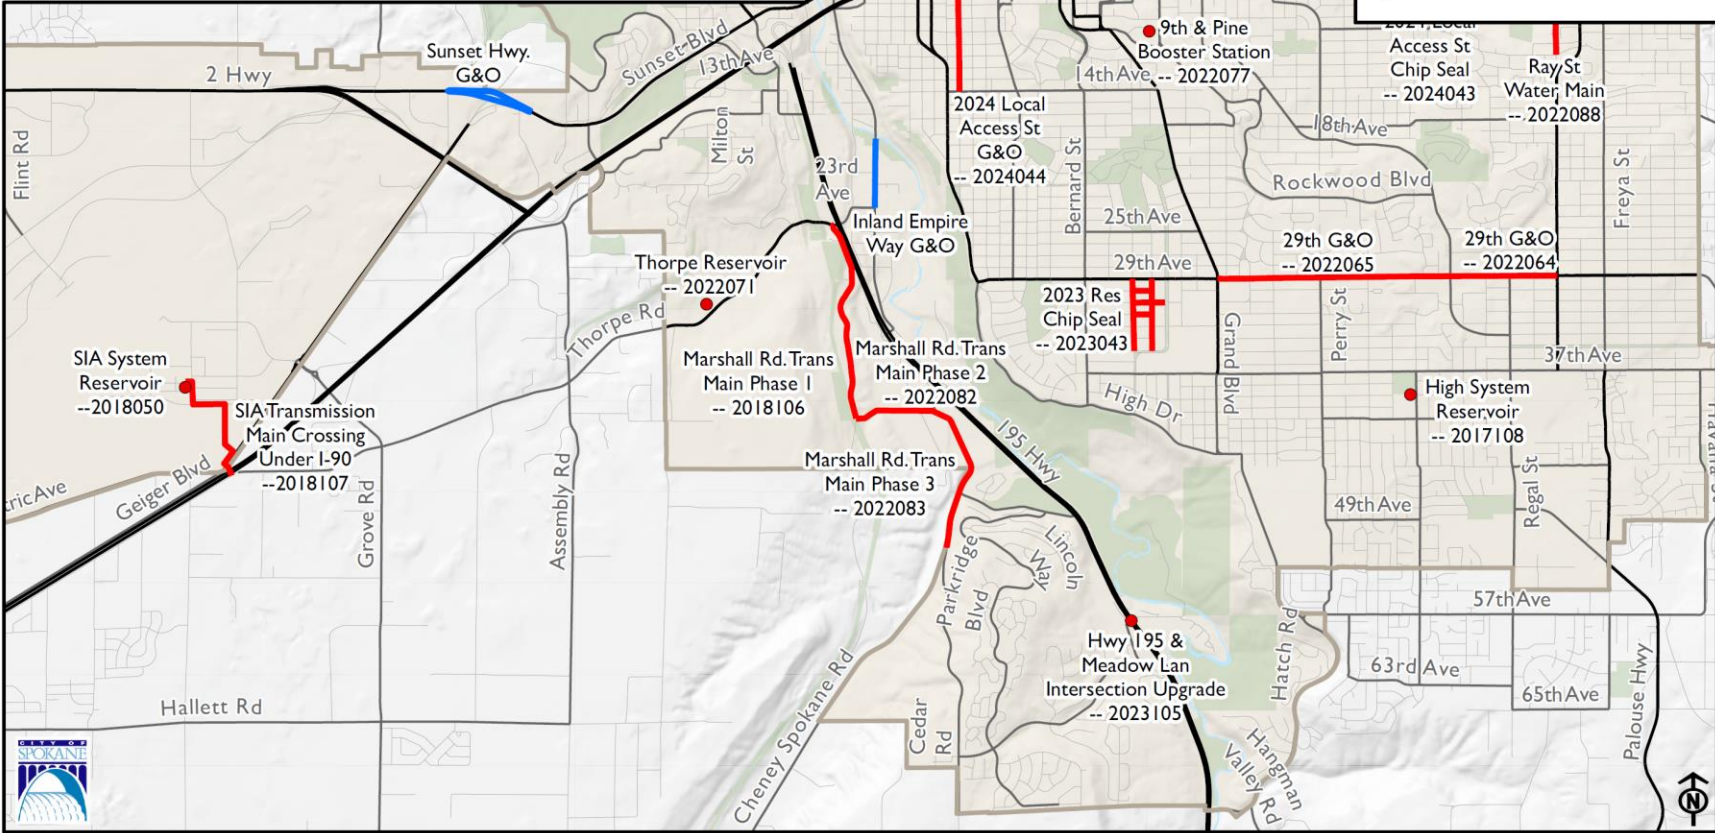 Sunset Hwy.
G&O
2 Hwy
Sunset Blvd
13th Ave
9th & Pine
Booster Station
-- 2022077
14th Ave
Access St
Chip Seal
-- 2024043
Ray St
Water Main
-- 2022088
2024 Local
Access St
G&O
-- 2024044
18th Ave
Flint Rd
Milton
St
23rd
Ave
Bernard St
Rockwood Blvd
Freya St
25th Ave
Inland Empire
Way G&O
29th G&O
-- 2022065
29th G&O
-- 2022064
29th Ave
Thorpe Reservoir
-- 2022071
Thorpe Rd
2023 Res
Chip Seal
-- 2023043
Grand Blvd
Perry St
37th Ave
SIA System
Reservoir
--2018050
Marshall Rd. Trans
Main Phase 1
-- 2018106
Marshall Rd. Trans
Main Phase 2
-- 2022082
High Dr
High System
Reservoir
-- 2017108
SIA Transmission
Main Crossing
Under I-90
--2018107
195 Hwy
Marshall Rd. Trans
Main Phase 3
-- 2022083
Geiger Blvd
tric Ave
Grove Rd
Assembly Rd
49th Ave
Regal St
Lincoln
Way
Parkridge
Blvd
57th Ave
Hwy 195 &
Meadow Lan
Intersection Upgrade
-- 2023105
Hatch Rd
63rd Ave
65th Ave
Palouse Hwy
Hallett Rd
Cheney Spokane Rd
Cedar
Rd
Hangman
Valley Rd
CITY OF
SPOKANE
N